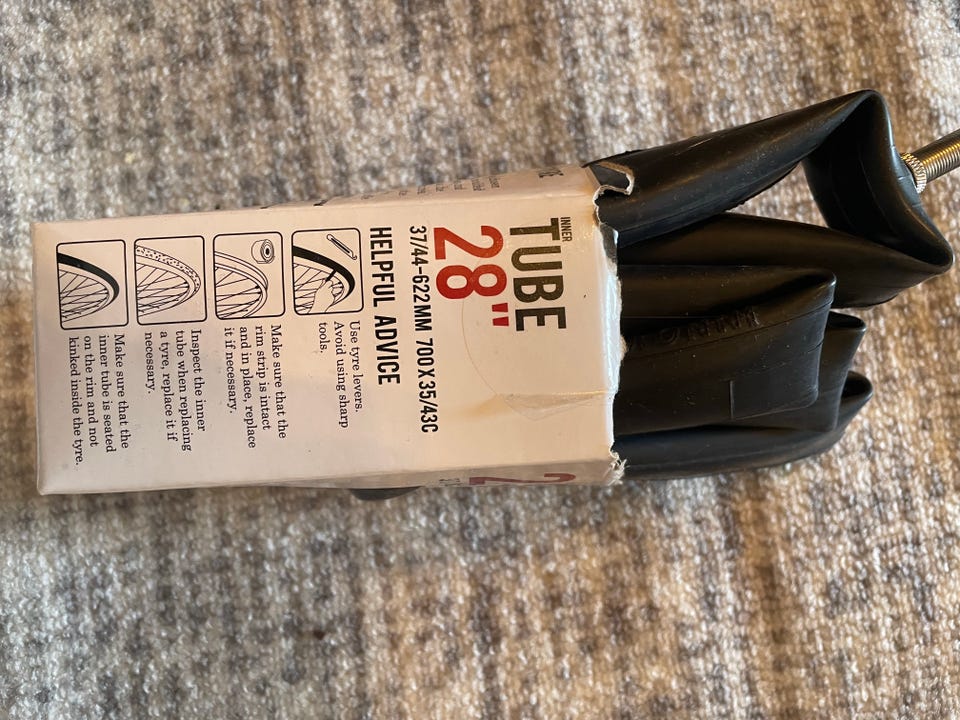 INNER
TUBE
28"
37/44-622MM 700X35/43C
HELPFUL ADVICE
Use tyre levers.
Avoid using sharp
tools.
Make sure that the
rim strip is intact
and in place, replace
it if necessary.
Inspect the inner
tube when replacing
a tyre, replace it if
necessary.
Make sure that the
inner tube is seated
on the rim and not
kinked inside the tyre.